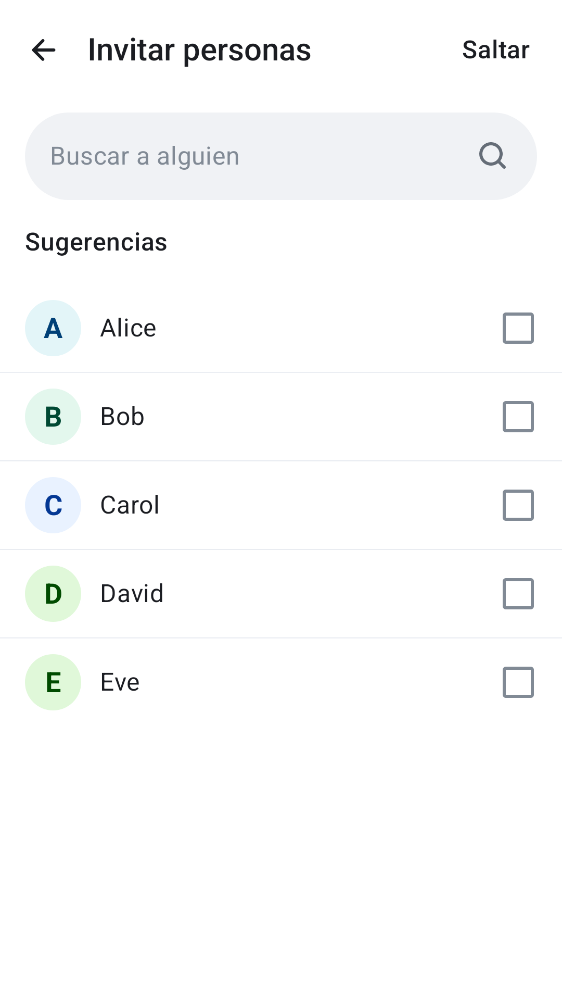 Invitar personas
Saltar
Buscar a alguien
Sugerencias
A Alice
B Bob
C Carol
D David
E Eve